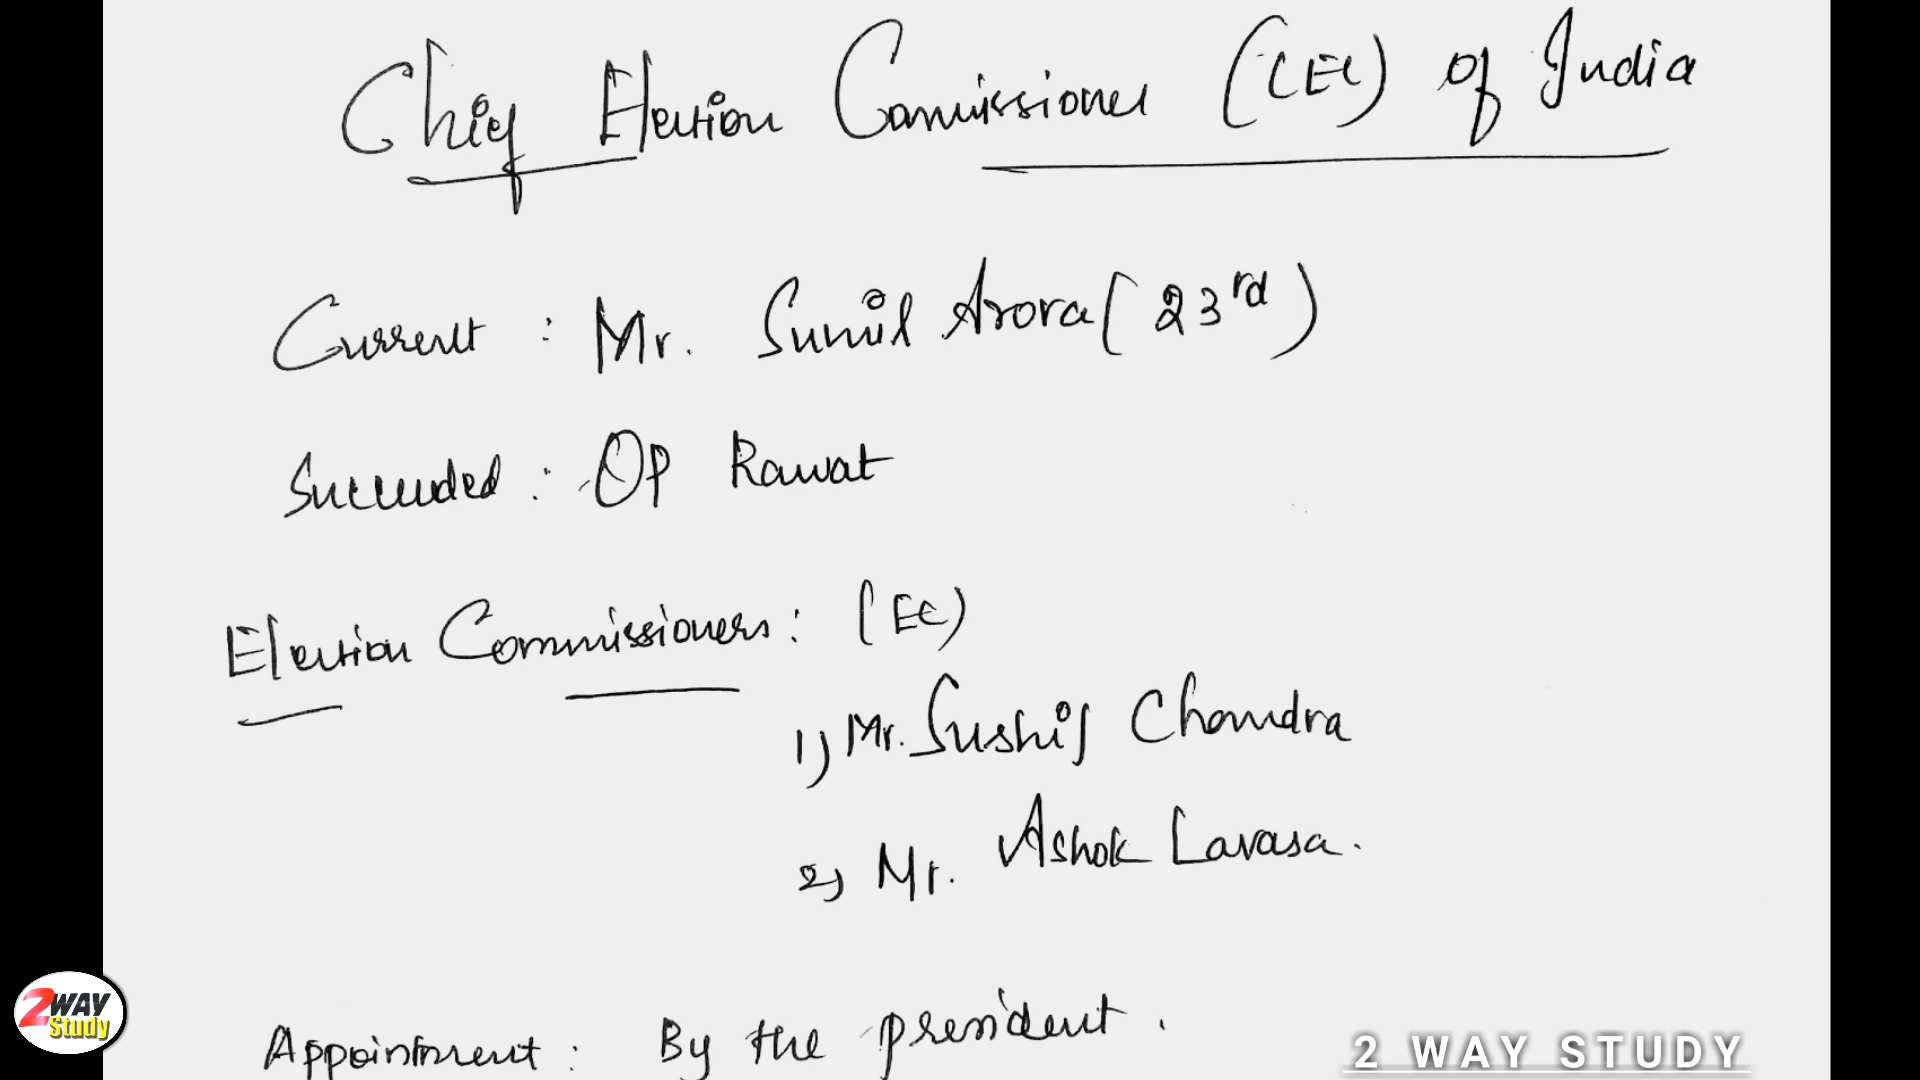 Chief Election Commissioner (CEC) of India
Current : Mr. Sunil Arora (23rd)
Succeeded : OP Rawat
Election Commissioners : (EC)
1) Mr. Sushil Chandra
2) Mr. Ashok Lavasa.
Appointment : By the president.
2WAY
Study
2 WAY STUDY